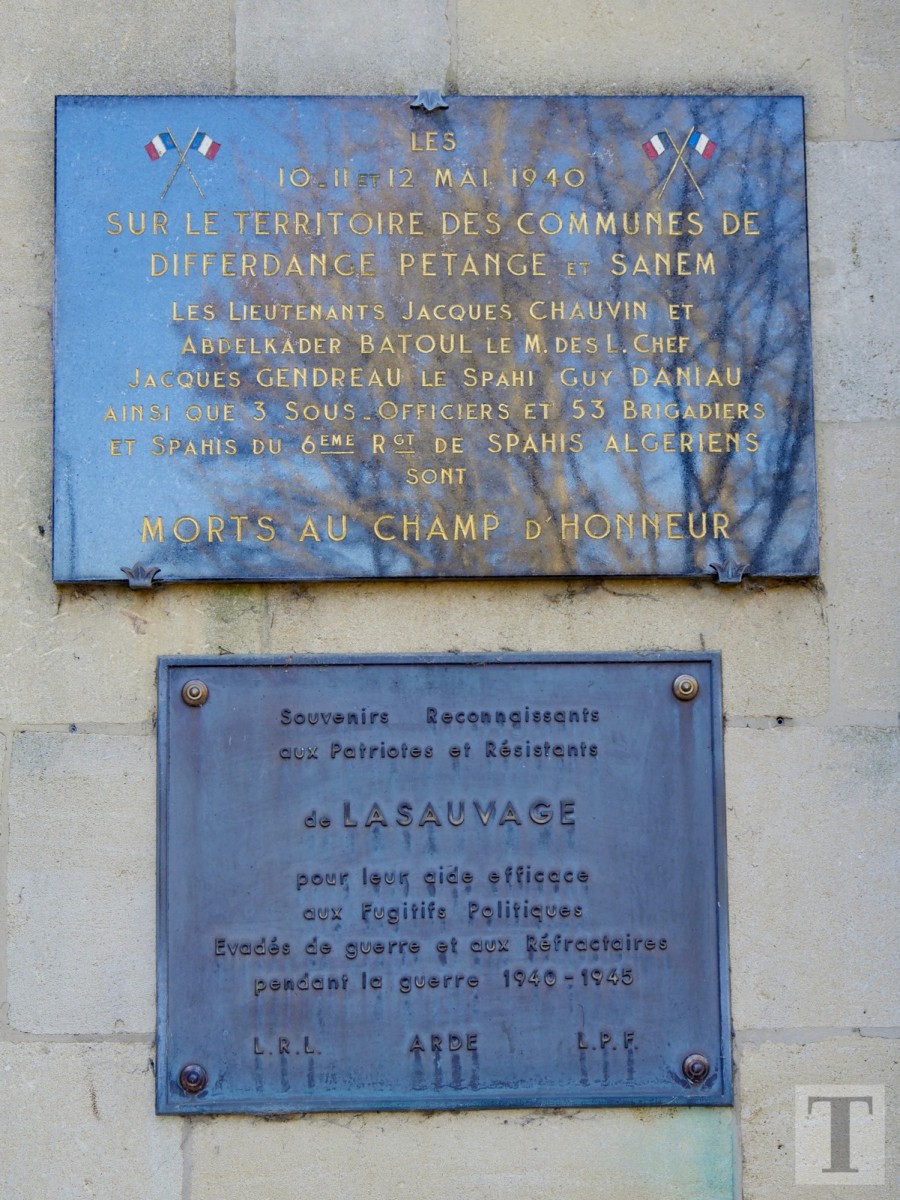 LES
10-11 ET 12 MAI 1940
SUR LE TERRITOIRE DES COMMUNES DE
DIFFERDANGE PETANGE ET SANEM
LES LIEUTENANTS JACQUES CHAUVIN ET
ABDELKADER BATOUL LE M. DES L. CHEF
JACQUES GENDREAU LE SPAHI GUY DANIAU
AINSI QUE 3 SOUS-OFFICIERS ET 53 BRIGADIERS
ET SPAHIS DU 6EME RGT DE SPAHIS ALGERIENS
SONT
MORTS AU CHAMP D'HONNEUR
Souvenirs Reconnaissants
aux Patriotes et Résistants
de LASAUVAGE
pour leur aide efficace
aux Fugitifs Politiques
Evadés de guerre et aux Réfractaires
pendant la guerre 1940-1945
L.R.L. ARDE L.P.F.
T